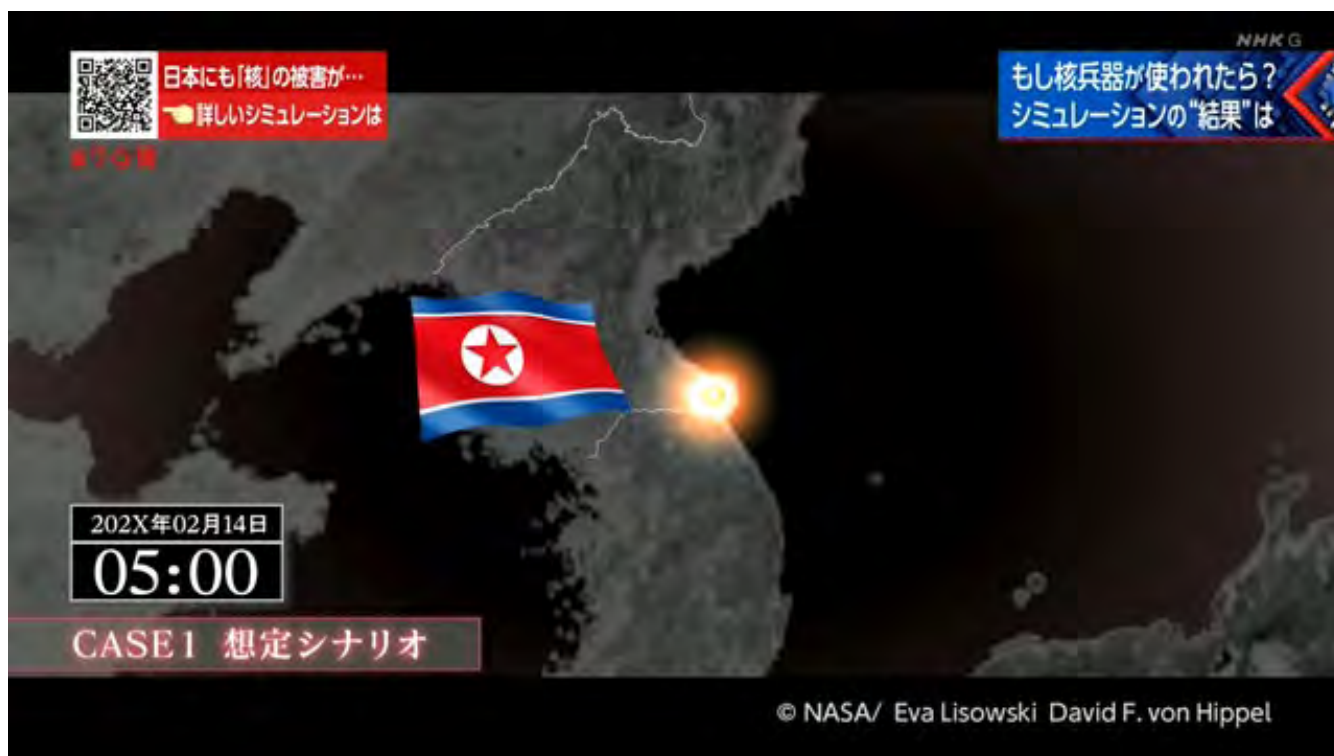 NHK G
日本にも「核」の被害が…
詳しいシミュレーションは
もし核兵器が使われたら?
シミュレーションの“結果”は
202X年02月14日
05:00
CASE1 想定シナリオ
© NASA/ Eva Lisowski David F. von Hippel